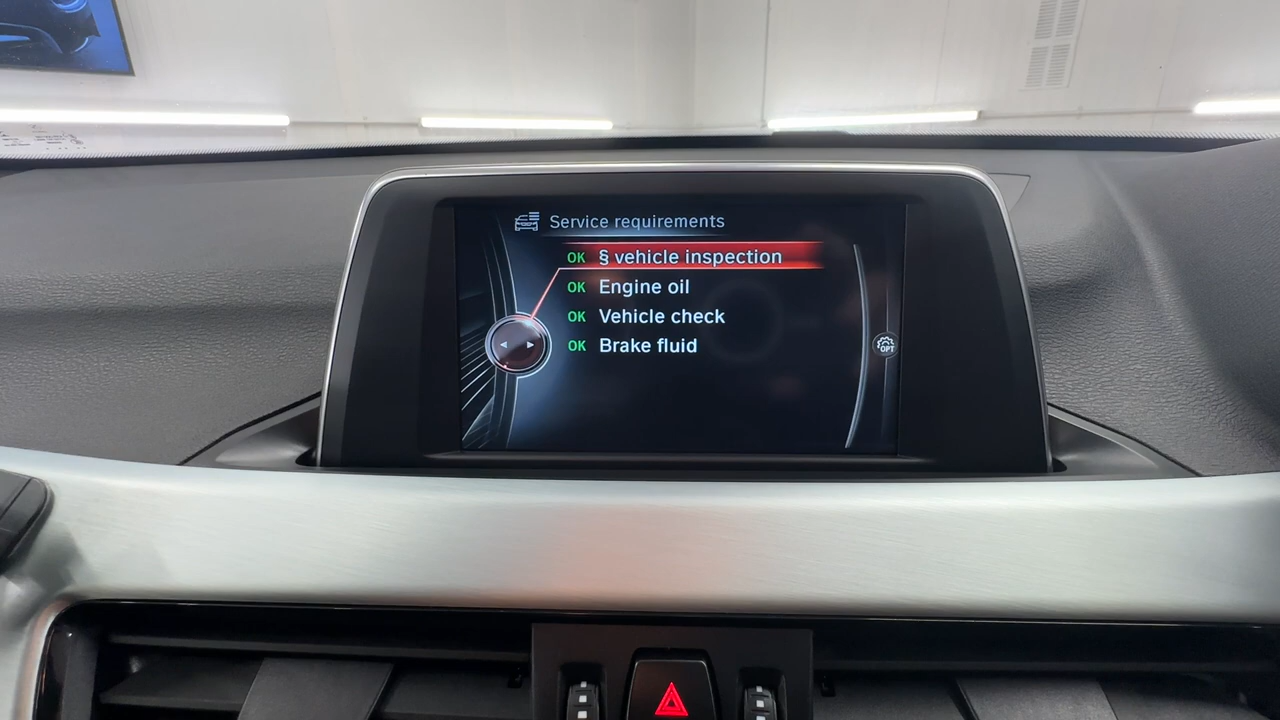 Service requirements
OK § vehicle inspection
OK Engine oil
OK Vehicle check
OK Brake fluid
OPT